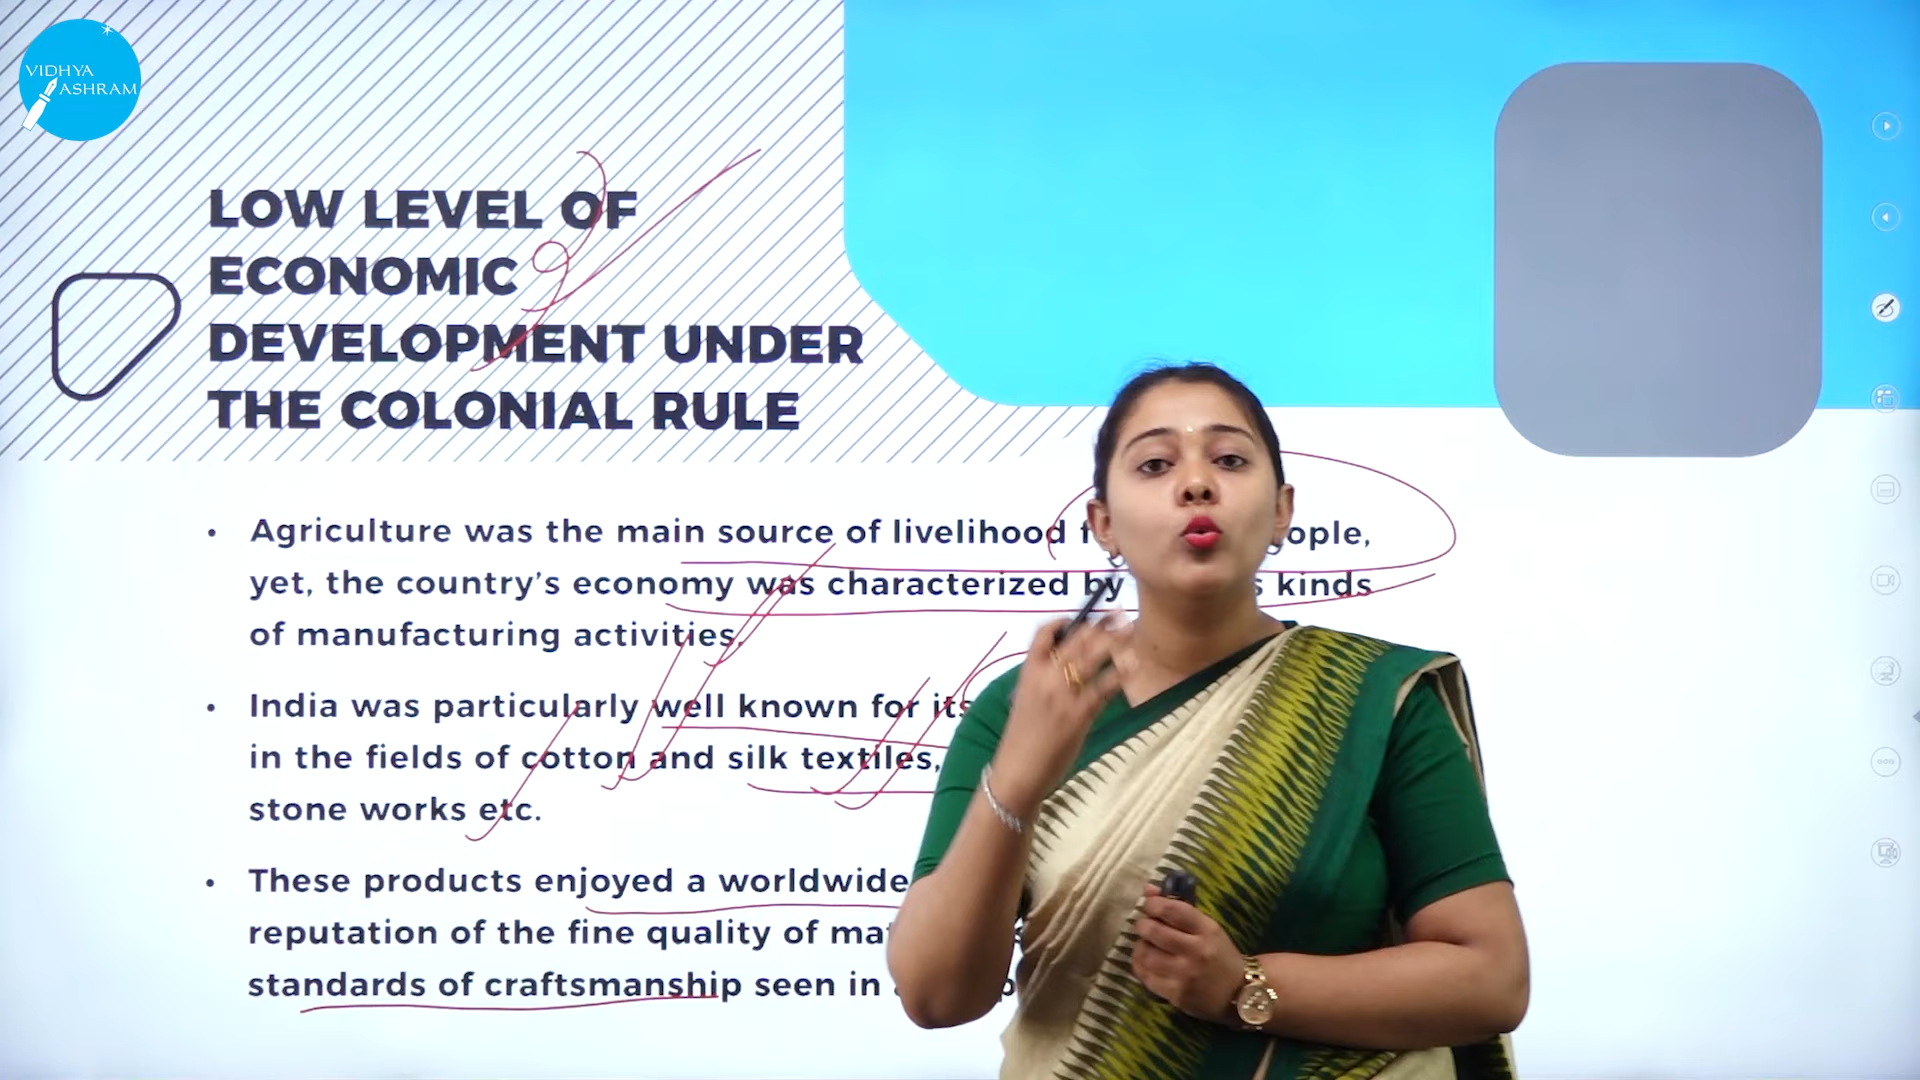 VIDHYA
ASHRAM
LOW LEVEL OF
ECONOMIC
DEVELOPMENT UNDER
THE COLONIAL RULE
• Agriculture was the main source of livelihood
yet, the country's economy was characterized by kinds
of manufacturing activities.
• India was particularly well known for its
in the fields of cotton and silk textiles,
stone works etc.
• These products enjoyed a worldwide
reputation of the fine quality of
standards of craftsmanship seen in